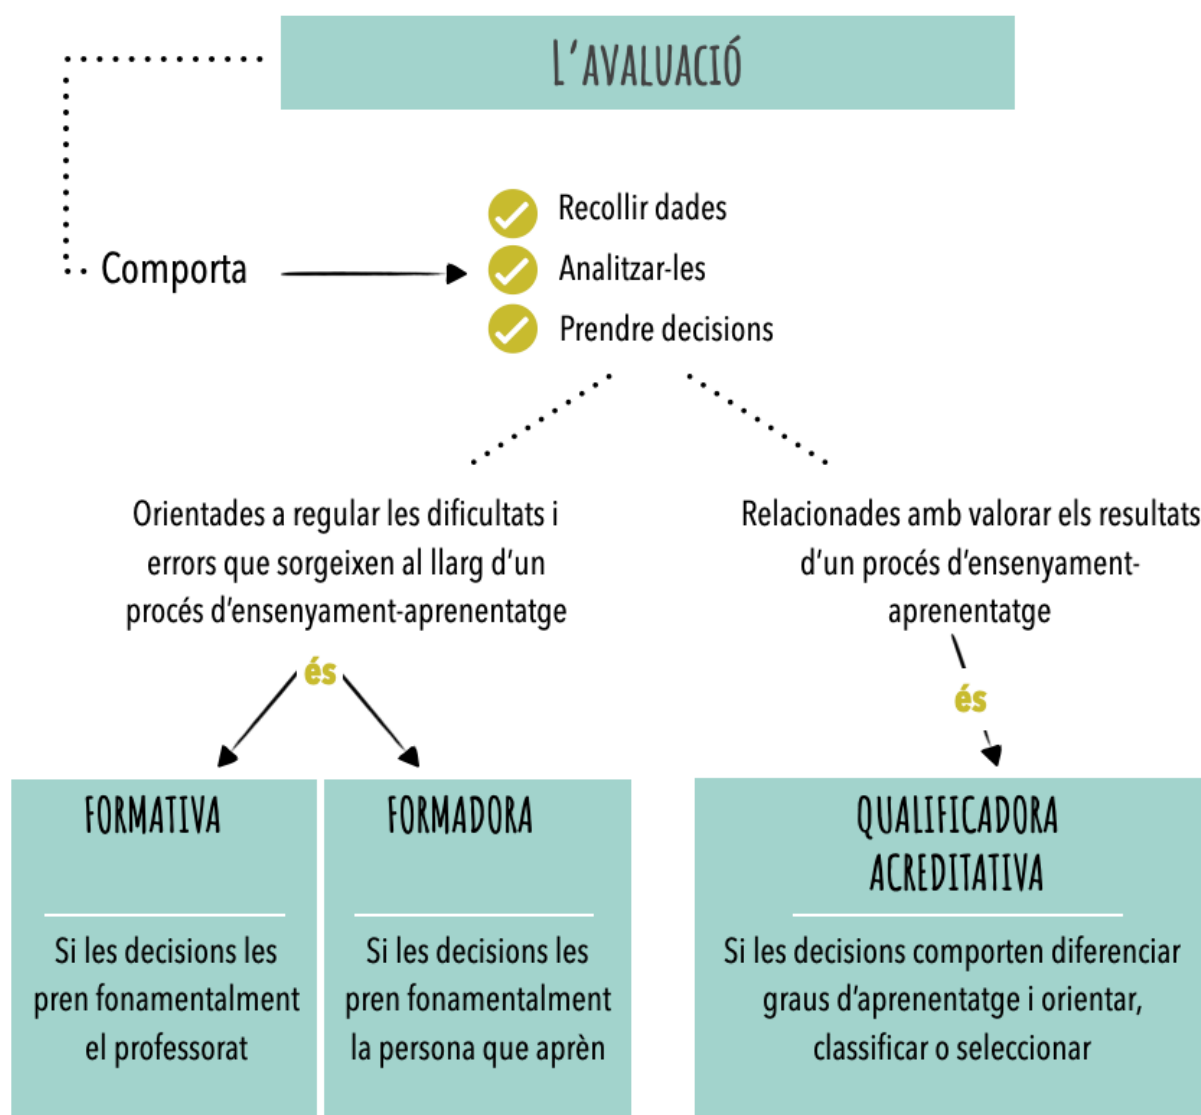 L'AVALUACIÓ
Comporta
Recollir dades
Analitzar-les
Prendre decisions
Orientades a regular les dificultats i
errors que sorgeixen al llarg d'un
procés d'ensenyament-aprenentatge
és
Relacionades amb valorar els resultats
d'un procés d'ensenyament-
aprenentatge
és
FORMATIVA
Si les decisions les
pren fonamentalment
el professorat
FORMADORA
Si les decisions les
pren fonamentalment
la persona que aprèn
QUALIFICADORA
ACREDITATIVA
Si les decisions comporten diferenciar
graus d'aprenentatge i orientar,
classificar o seleccionar